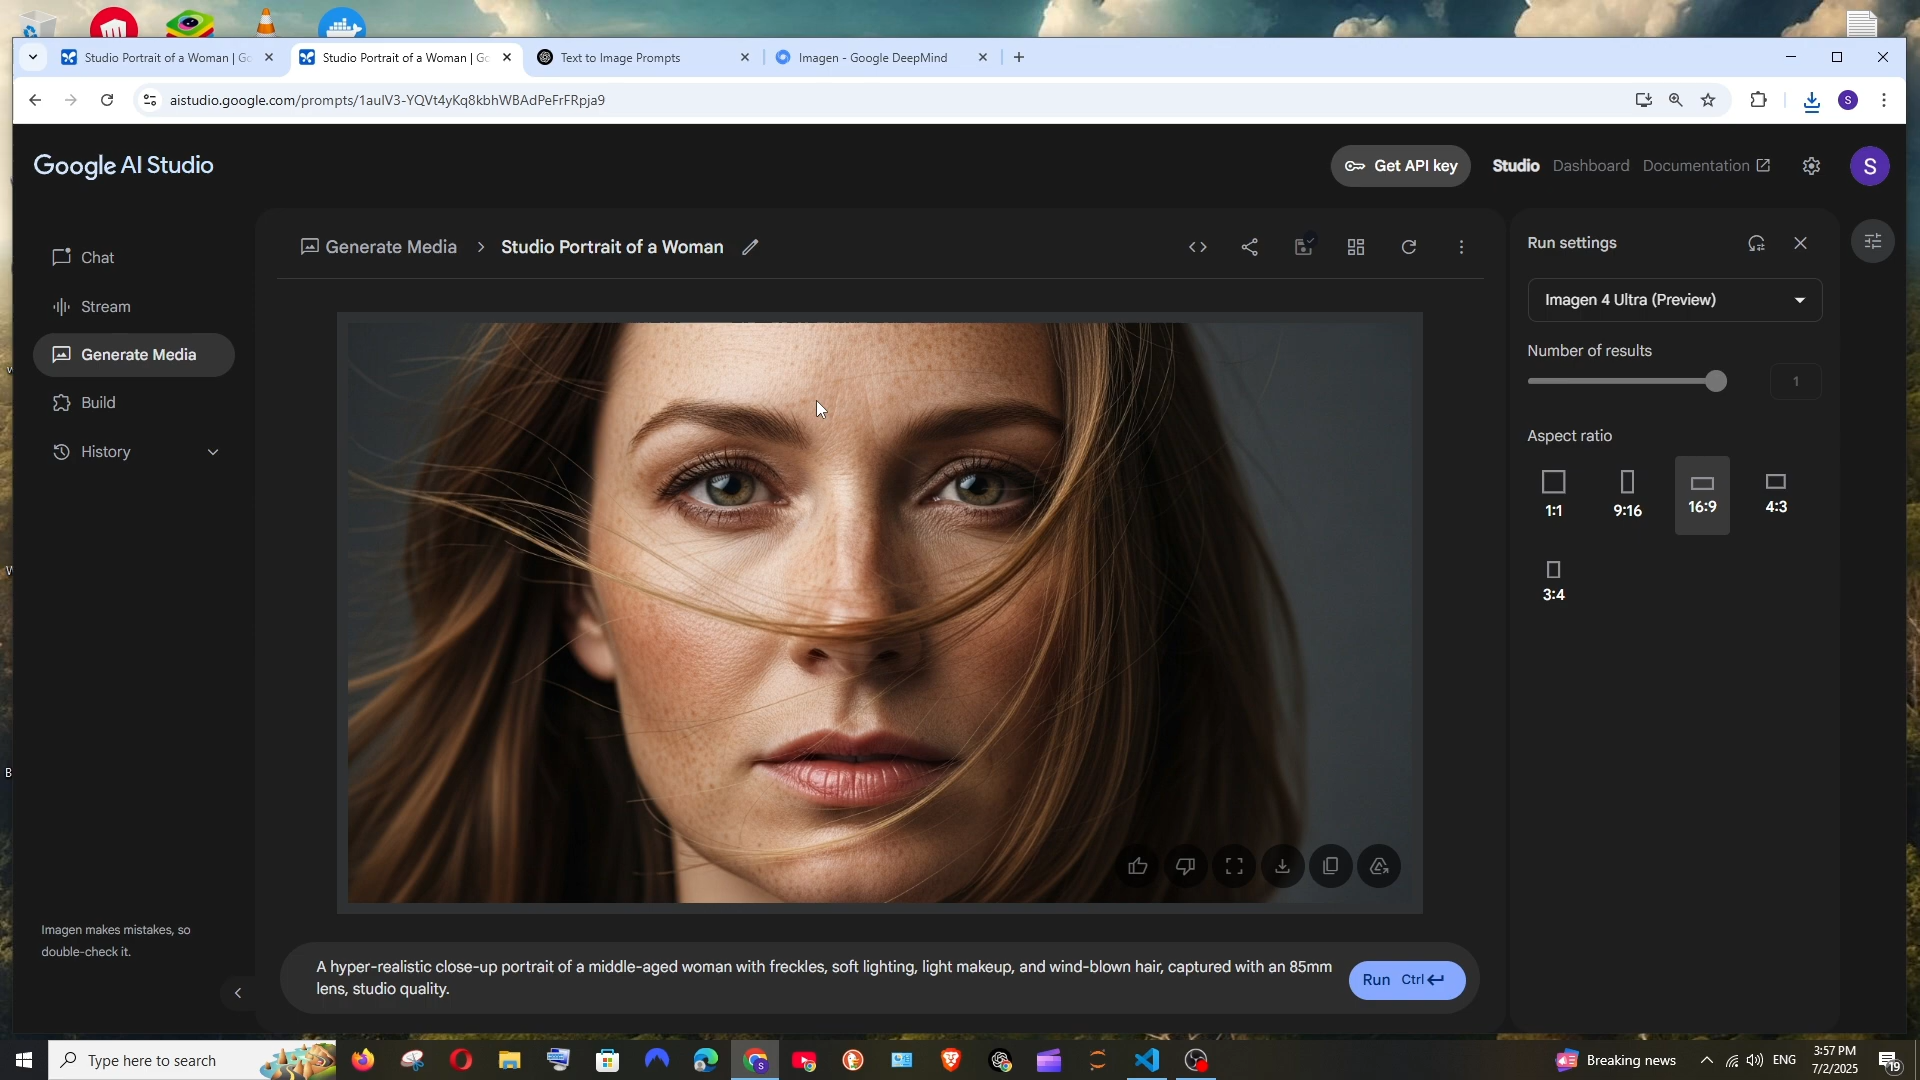 Studio Portrait of a Woman | Go
Studio Portrait of a Woman | Go
Text to Image Prompts
Imagen - Google DeepMind
aistudio.google.com/prompts/1aulV3-YQVt4yKq8kbhWBAdPeFrFRpja9
S
Google AI Studio
Get API key
Studio
Dashboard
Documentation
S
Chat
Stream
Generate Media
Build
History
Generate Media
Studio Portrait of a Woman
Run settings
Imagen 4 Ultra (Preview)
Number of results
1
Aspect ratio
1:1
9:16
16:9
4:3
3:4
Imagen makes mistakes, so
double-check it.
A hyper-realistic close-up portrait of a middle-aged woman with freckles, soft lighting, light makeup, and wind-blown hair, captured with an 85mm
lens, studio quality.
Run Ctrl
Type here to search
Breaking news
ENG
3:57 PM
7/2/2025
19